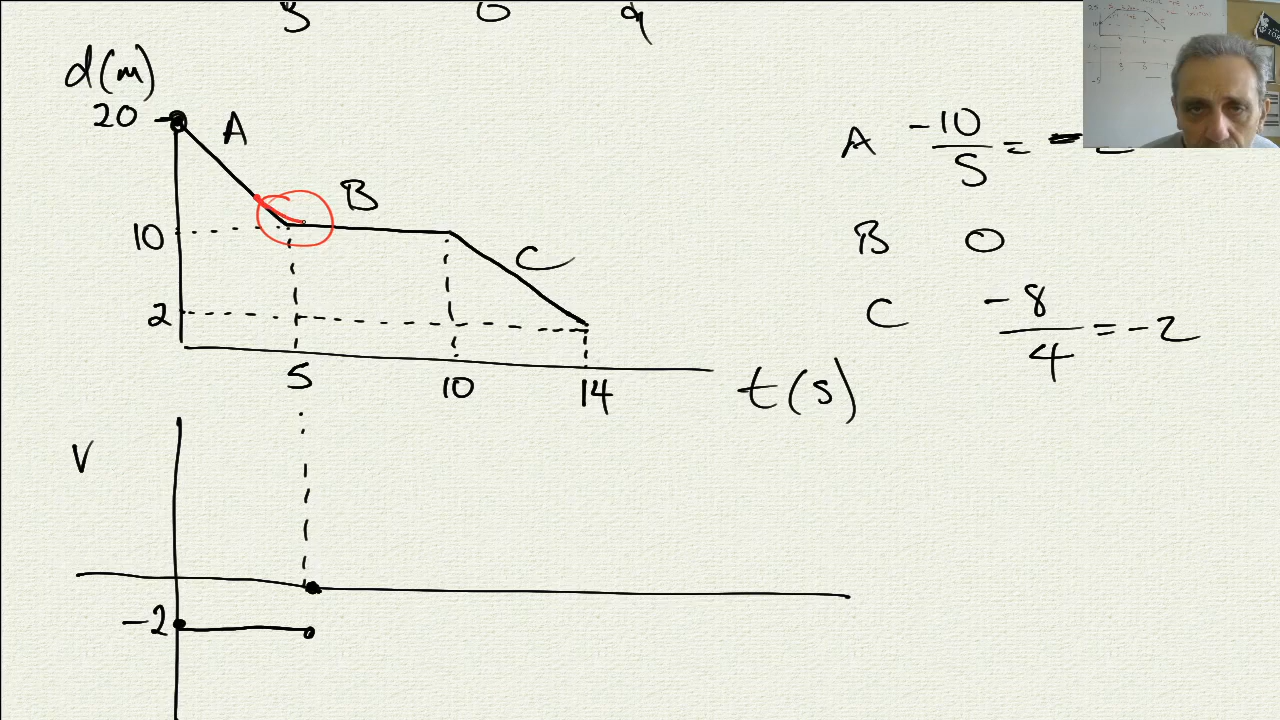 d(m)
20 A
B
10
C
2
5 10 14 t(s)
A -10/5 = -
B 0
C -8/4 = -2
V
-2